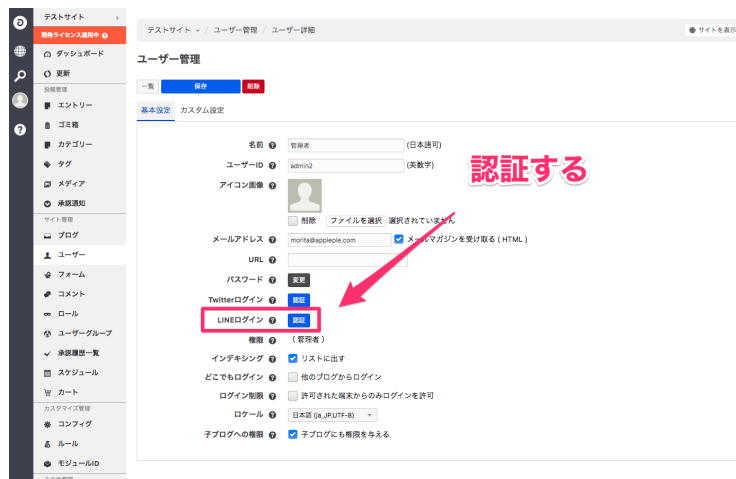 テストサイト
開発ライセンス適用中
ダッシュボード
更新
投稿管理
エントリー
ゴミ箱
カテゴリー
タグ
メディア
承認通知
サイト管理
ブログ
ユーザー
フォーム
コメント
ロール
ユーザーグループ
承認履歴一覧
スケジュール
カート
カスタマイズ管理
コンフィグ
ルール
モジュールID
テストサイト / ユーザー管理 / ユーザー詳細
サイトを表示
ユーザー管理
一覧 保存 削除
基本設定 カスタム設定
名前 管理者 (日本語可)
ユーザーID admin2 (英数字)
認証する
アイコン画像
削除 ファイルを選択 選択されていません
メールアドレス morita@appleple.com メールマガジンを受け取る ( HTML )
URL
パスワード 変更
Twitterログイン 認証
LINEログイン 認証
権限 ( 管理者 )
インデキシング リストに出す
どこでもログイン 他のブログからログイン
ログイン制限 許可された端末からのみログインを許可
ロケール 日本語 (ja_JP.UTF-8)
子ブログへの権限 子ブログにも権限を与える